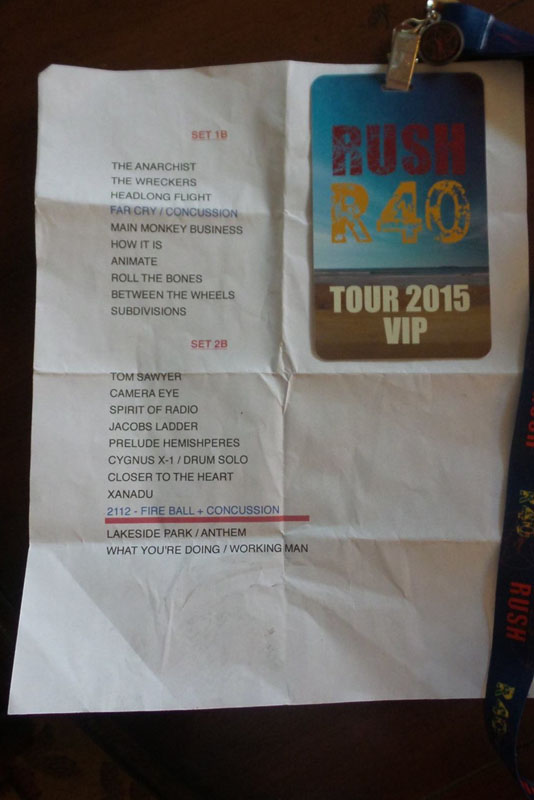 SET 1B
THE ANARCHIST
THE WRECKERS
HEADLONG FLIGHT
FAR CRY / CONCUSSION
MAIN MONKEY BUSINESS
HOW IT IS
ANIMATE
ROLL THE BONES
BETWEEN THE WHEELS
SUBDIVISIONS
SET 2B
TOM SAWYER
CAMERA EYE
SPIRIT OF RADIO
JACOBS LADDER
PRELUDE HEMISHPERES
CYGNUS X-1 / DRUM SOLO
CLOSER TO THE HEART
XANADU
2112 - FIRE BALL + CONCUSSION
LAKESIDE PARK / ANTHEM
WHAT YOU'RE DOING / WORKING MAN
RUSH
R40
TOUR 2015
VIP
RUSH
R40
RUSH
R40